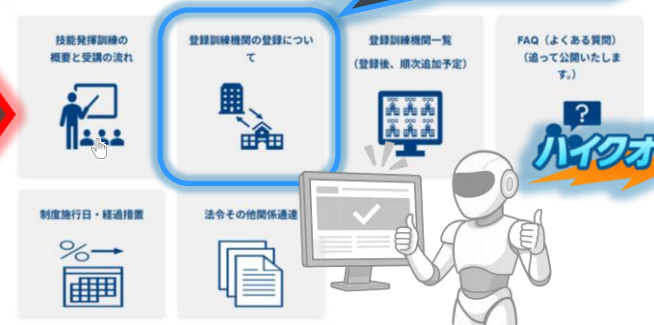 技能発揮訓練の
概要と受講の流れ
登録訓練機関の登録につい
て
登録訓練機関一覧
（登録後、順次追加予定）
FAQ（よくある質問）
（追って公開いたしま
す。）
ハイクオ
制度施行日・経過措置
法令その他関係通達